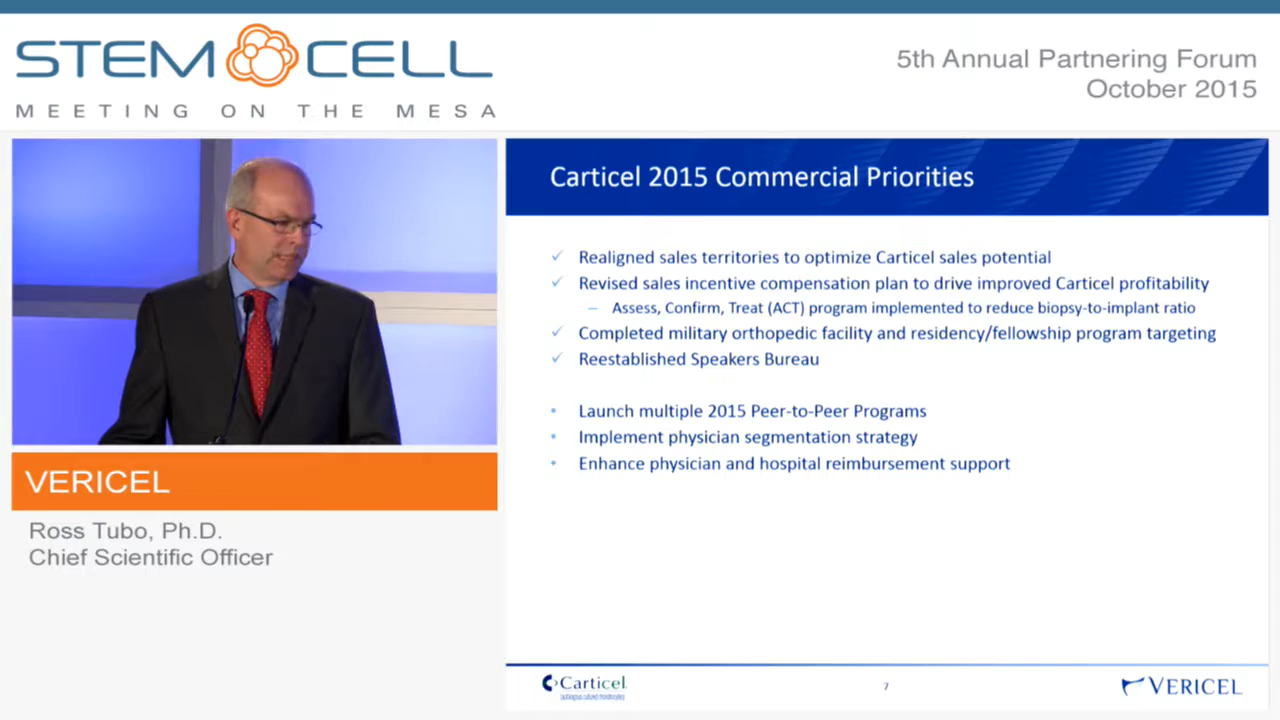 STEM CELL
MEETING ON THE MESA
5th Annual Partnering Forum
October 2015
Carticel 2015 Commercial Priorities
✓ Realigned sales territories to optimize Carticel sales potential
✓ Revised sales incentive compensation plan to drive improved Carticel profitability
– Assess, Confirm, Treat (ACT) program implemented to reduce biopsy-to-implant ratio
✓ Completed military orthopedic facility and residency/fellowship program targeting
✓ Reestablished Speakers Bureau
• Launch multiple 2015 Peer-to-Peer Programs
• Implement physician segmentation strategy
• Enhance physician and hospital reimbursement support
VERICEL
Ross Tubo, Ph.D.
Chief Scientific Officer
Carticel
7
VERICEL